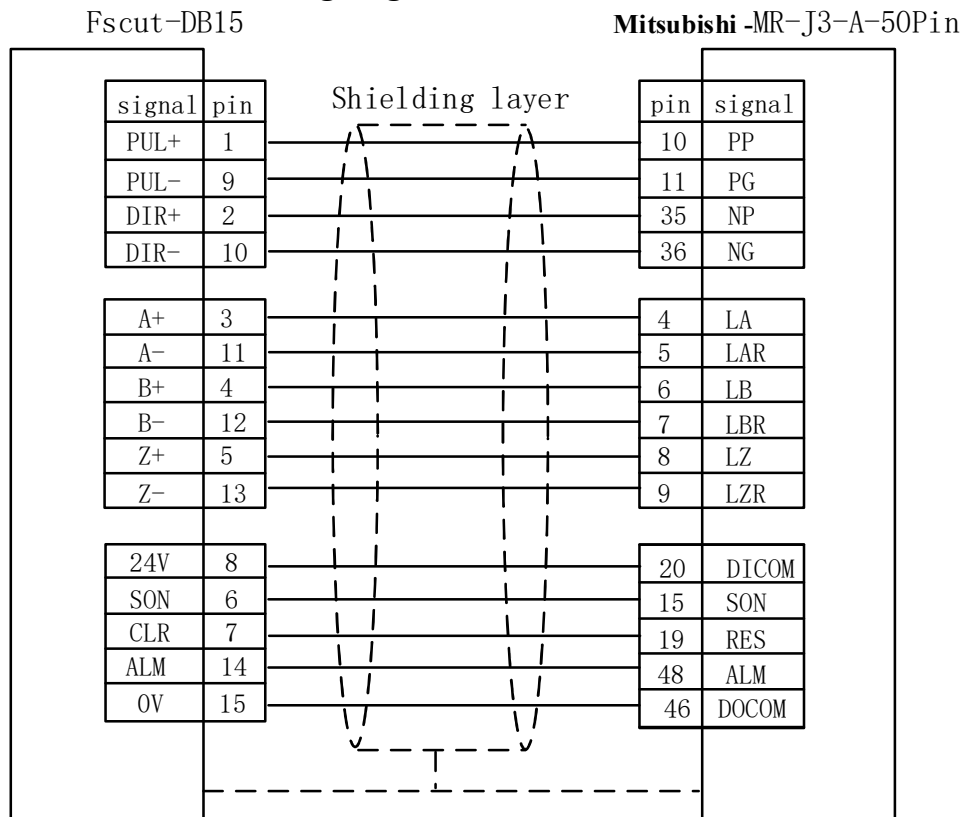 Fscut-DB15 Mitsubishi -MR-J3-A-50Pin
signal pin Shielding layer pin signal
PUL+ 1 10 PP
PUL- 9 11 PG
DIR+ 2 35 NP
DIR- 10 36 NG
A+ 3 4 LA
A- 11 5 LAR
B+ 4 6 LB
B- 12 7 LBR
Z+ 5 8 LZ
Z- 13 9 LZR
24V 8 20 DICOM
SON 6 15 SON
CLR 7 19 RES
ALM 14 48 ALM
0V 15 46 DOCOM